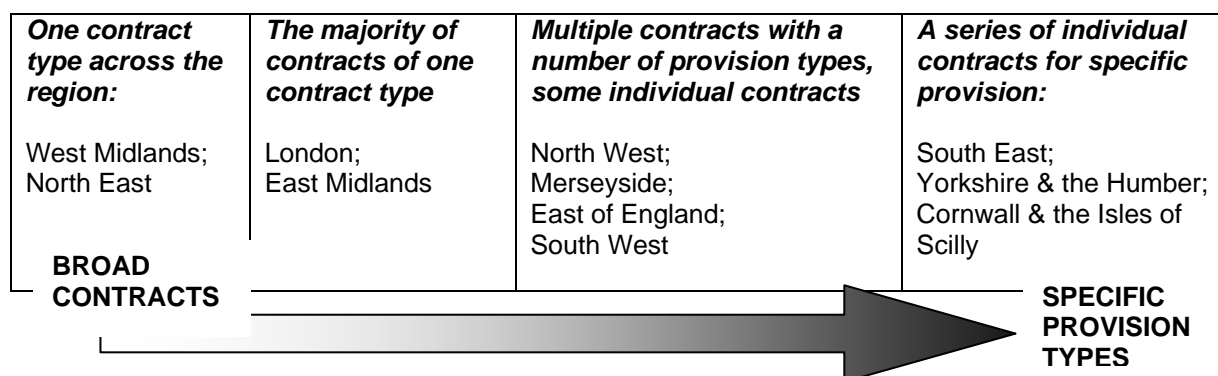 One contract
type across the
region:
West Midlands;
North East
The majority of
contracts of one
contract type
London;
East Midlands
Multiple contracts with a
number of provision types,
some individual contracts
North West;
Merseyside;
East of England;
South West
A series of individual
contracts for specific
provision:
South East;
Yorkshire & the Humber;
Cornwall & the Isles of
Scilly
BROAD
CONTRACTS
SPECIFIC
PROVISION
TYPES